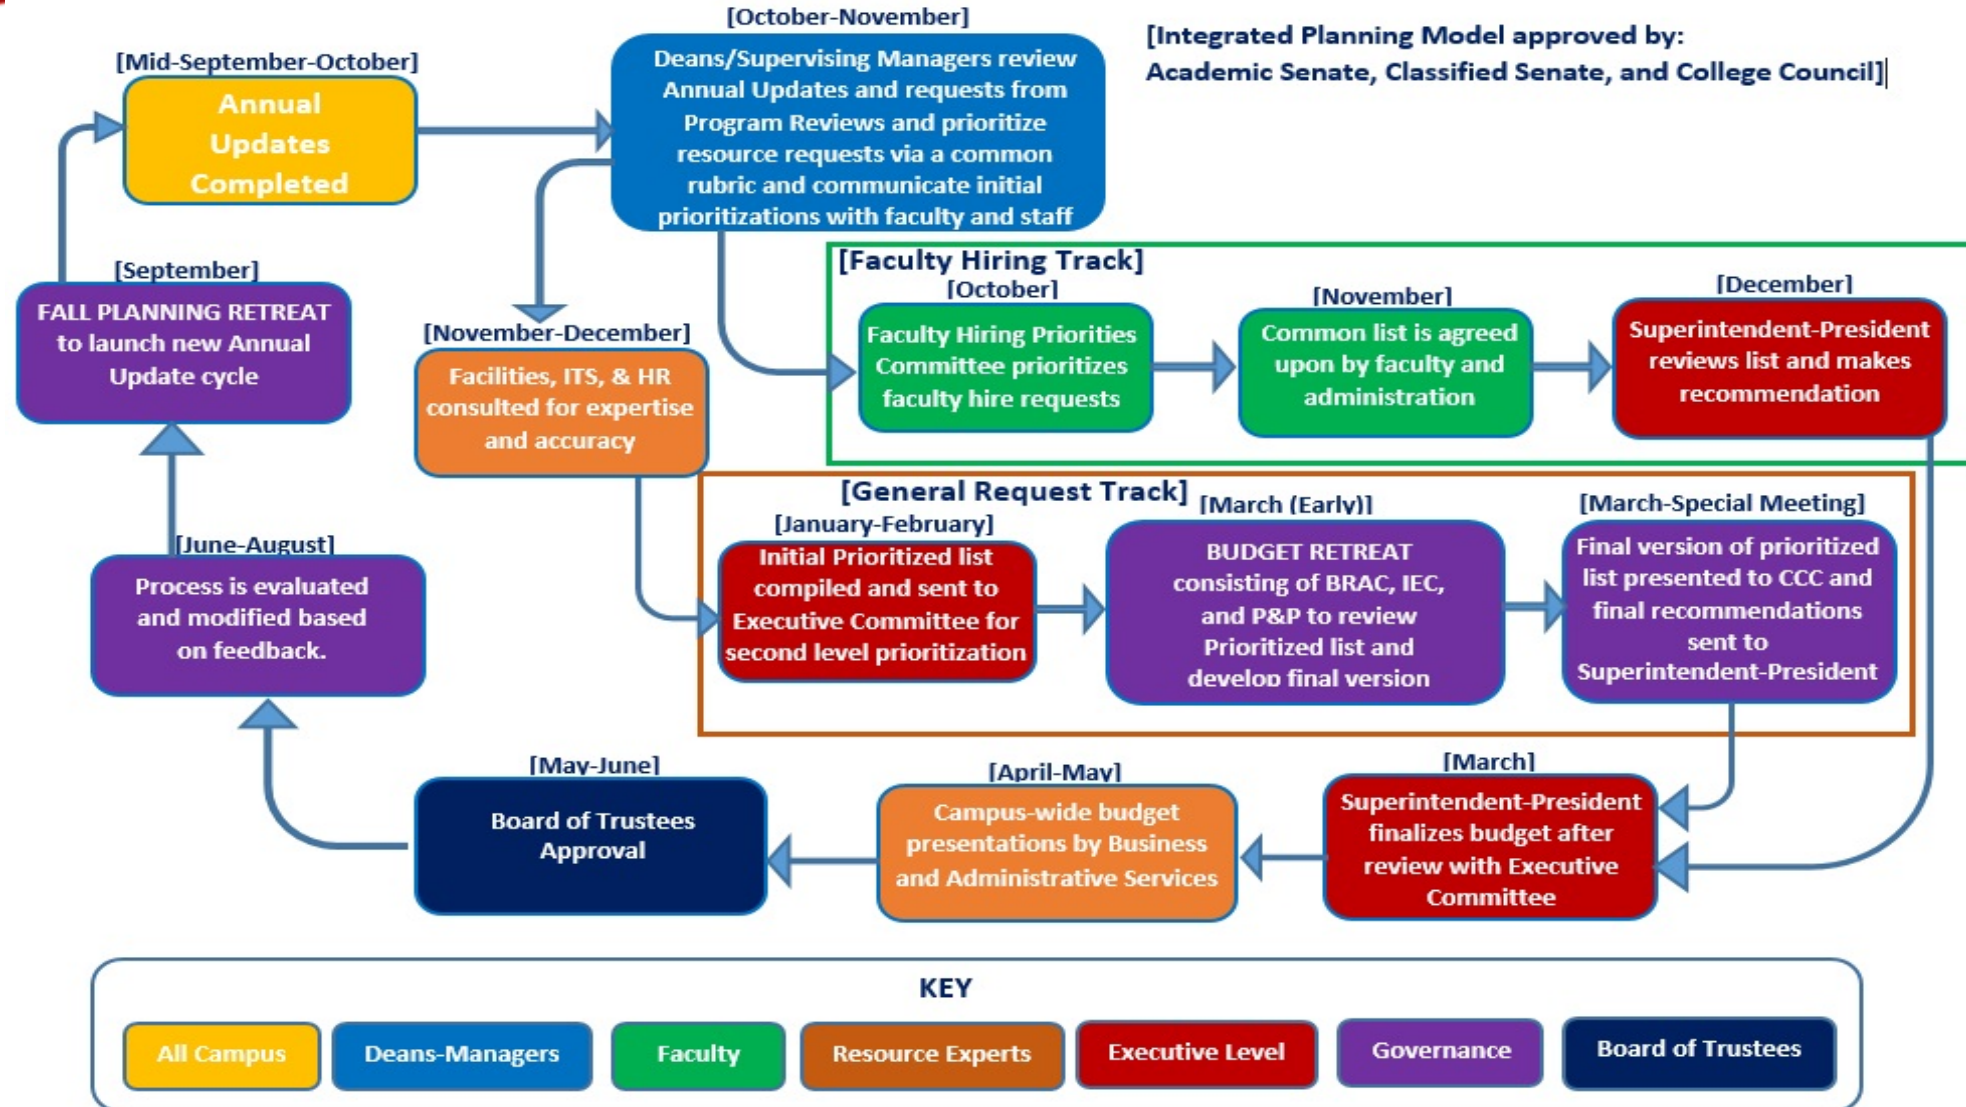 [October-November]
[Integrated Planning Model approved by:
Academic Senate, Classified Senate, and College Council]
[Mid-September-October]
Annual
Updates
Completed
Deans/Supervising Managers review
Annual Updates and requests from
Program Reviews and prioritize
resource requests via a common
rubric and communicate initial
prioritizations with faculty and staff
[September]
FALL PLANNING RETREAT
to launch new Annual
Update cycle
[November-December]
Facilities, ITS, & HR
consulted for expertise
and accuracy
[Faculty Hiring Track]
[October]
Faculty Hiring Priorities
Committee prioritizes
faculty hire requests
[November]
Common list is agreed
upon by faculty and
administration
[December]
Superintendent-President
reviews list and makes
recommendation
[General Request Track]
[January-February]
Initial Prioritized list
compiled and sent to
Executive Committee for
second level prioritization
[March (Early)]
BUDGET RETREAT
consisting of BRAC, IEC,
and P&P to review
Prioritized list and
develop final version
[March-Special Meeting]
Final version of prioritized
list presented to CCC and
final recommendations
sent to
Superintendent-President
[June-August]
Process is evaluated
and modified based
on feedback.
[May-June]
Board of Trustees
Approval
[April-May]
Campus-wide budget
presentations by Business
and Administrative Services
[March]
Superintendent-President
finalizes budget after
review with Executive
Committee
KEY
All Campus
Deans-Managers
Faculty
Resource Experts
Executive Level
Governance
Board of Trustees